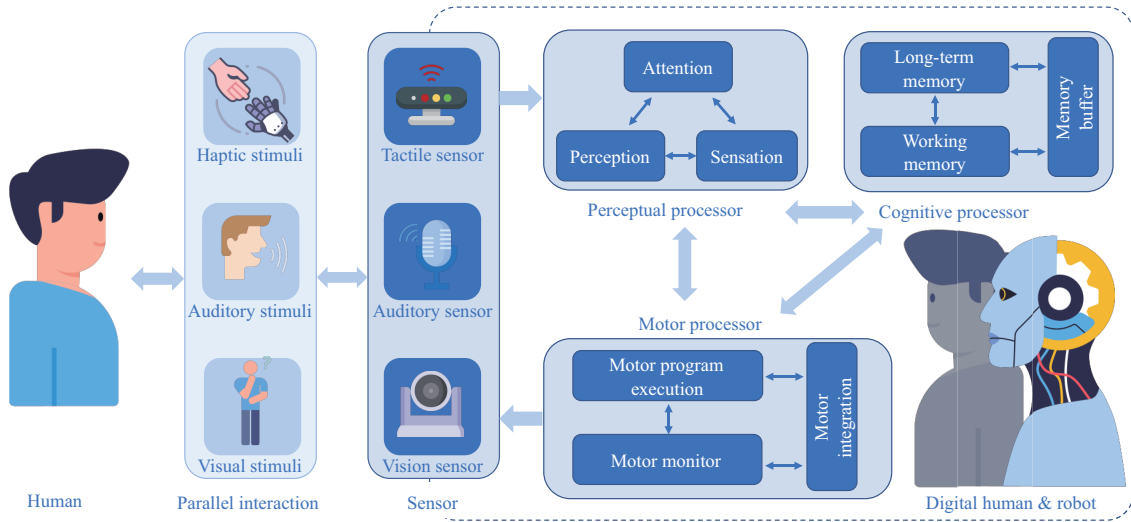 Haptic stimuli
Auditory stimuli
Visual stimuli
Tactile sensor
Auditory sensor
Vision sensor
Attention
Perception
Sensation
Perceptual processor
Long-term
memory
Working
memory
Memory
buffer
Cognitive processor
Motor processor
Motor program
execution
Motor monitor
Motor
integration
Human
Parallel interaction
Sensor
Digital human & robot
?